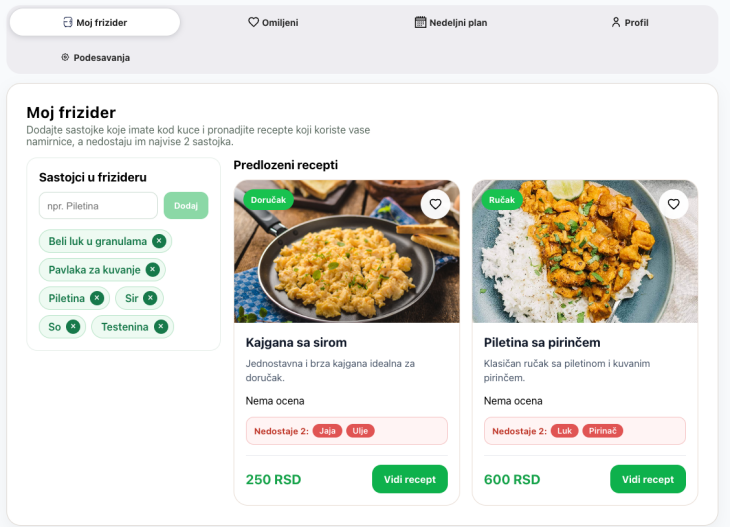 Moj frizider
Omiljeni
Nedeljni plan
Profil
Podesavanja
Moj frizider
Dodajte sastojke koje imate kod kuce i pronadjite recepte koji koriste vase
namirnice, a nedostaju im najvise 2 sastojka.
Sastojci u frizideru
npr. Piletina
Dodaj
Beli luk u granulama
Pavlaka za kuvanje
Piletina
Sir
So
Testenina
Predlozeni recepti
Doručak
Kajgana sa sirom
Jednostavna i brza kajgana idealna za
doručak.
Nema ocena
Nedostaje 2: Jaja Ulje
250 RSD
Vidi recept
Ručak
Piletina sa pirinčem
Klasičan ručak sa piletinom i kuvanim
pirinčem.
Nema ocena
Nedostaje 2: Luk Pirinač
600 RSD
Vidi recept